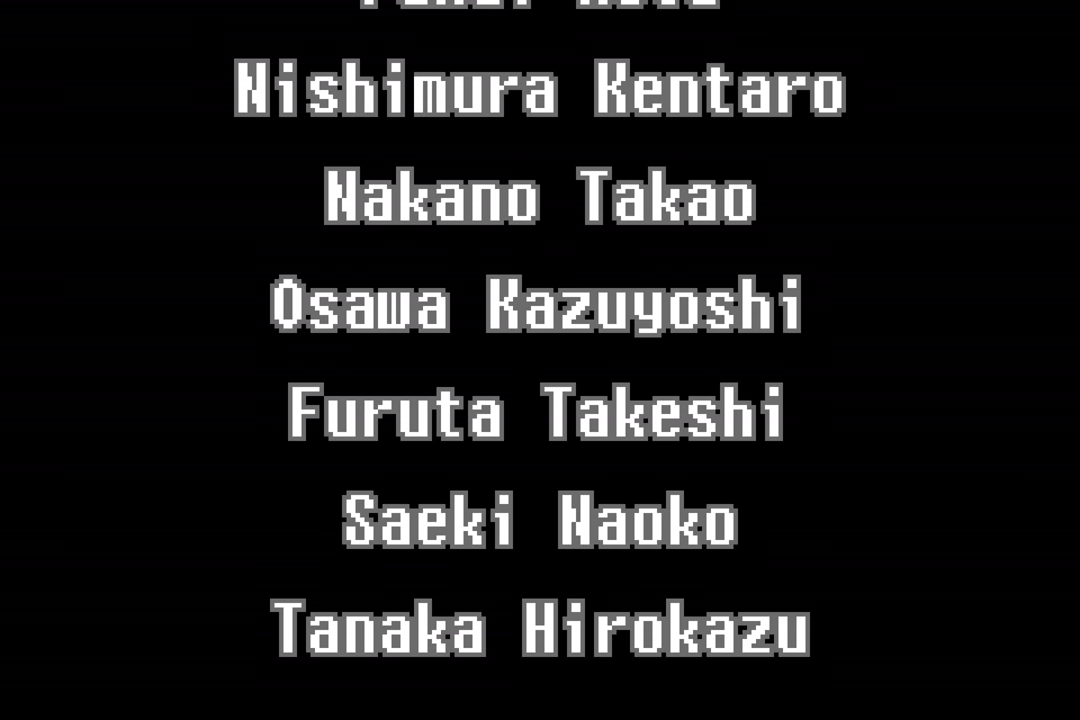 Nishimura Kentaro
Nakano Takao
Osawa Kazuyoshi
Furuta Takeshi
Saeki Naoko
Tanaka Hirokazu